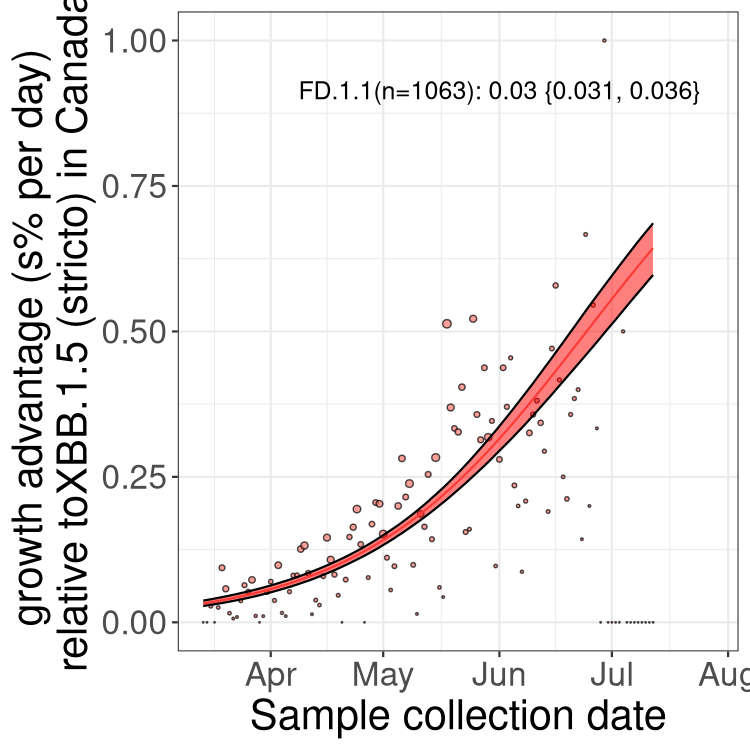 growth advantage (s% per day)
relative toXBB.1.5 (stricto) in Canada
1.00
0.75
0.50
0.25
0.00
FD.1.1(n=1063): 0.03 {0.031, 0.036}
Apr
May
Jun
Jul
Aug
Sample collection date